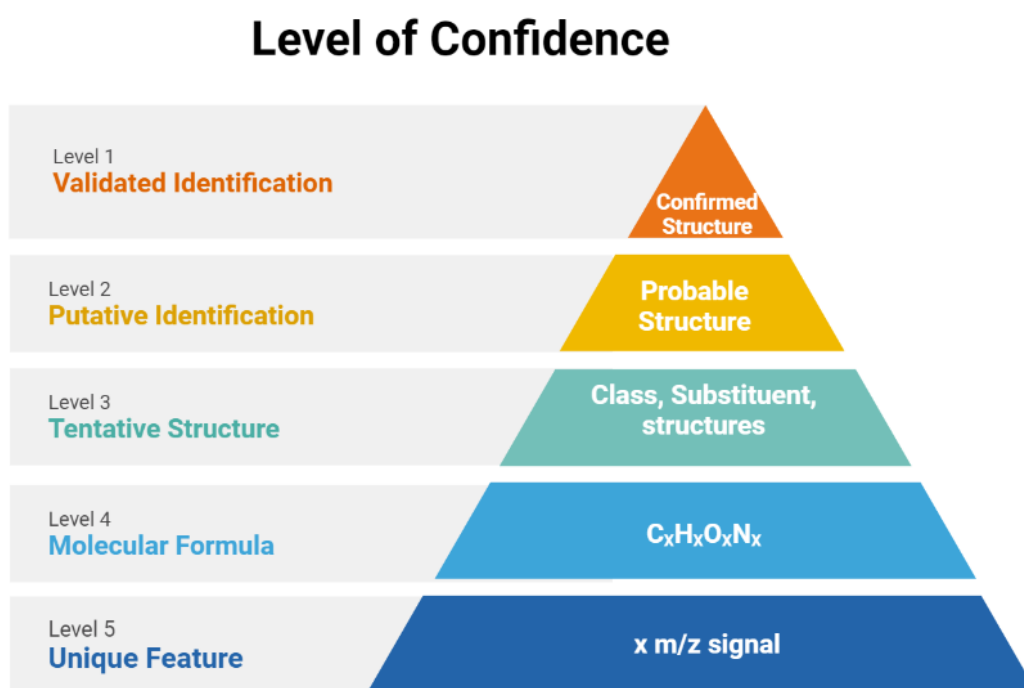 Level of Confidence
Level 1
Validated Identification
Confirmed
Structure
Level 2
Putative Identification
Probable
Structure
Level 3
Tentative Structure
Class, Substituent,
structures
Level 4
Molecular Formula
CₓHₓOₓNₓ
Level 5
Unique Feature
x m/z signal